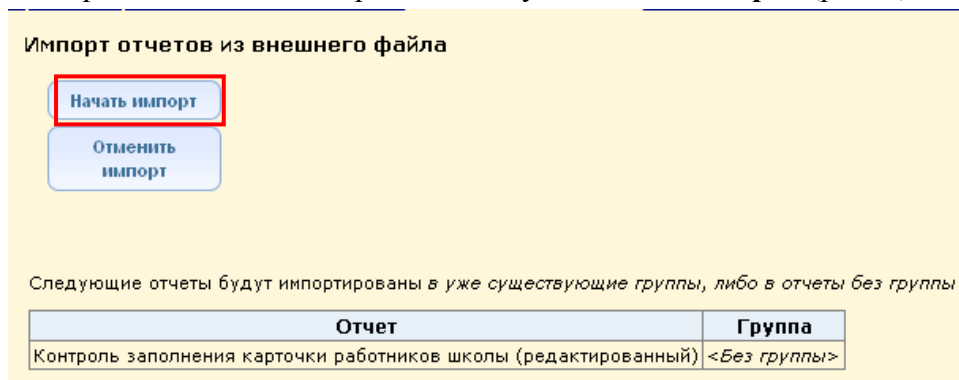 Импорт отчетов из внешнего файла
Начать импорт
Отменить
импорт
Следующие отчеты будут импортированы в уже существующие группы, либо в отчеты без группы
Отчет Группа
Контроль заполнения карточки работников школы (редактированный) <Без группы>